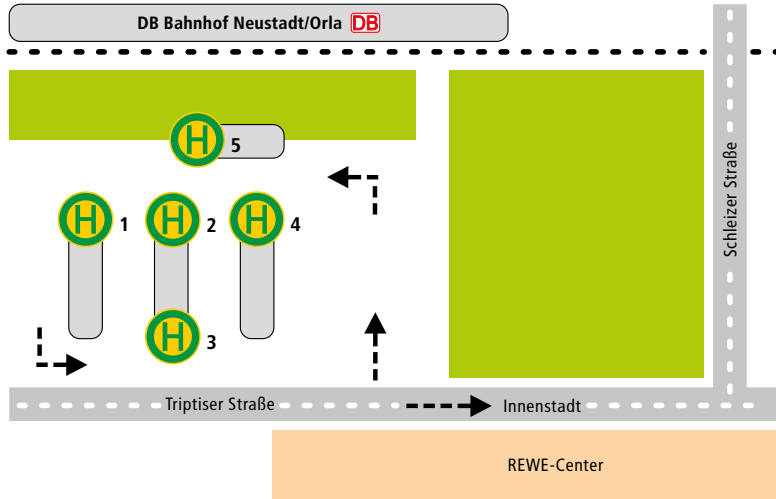 DB Bahnhof Neustadt/Orla DB
H 5
H 1
H 2
H 4
H 3
Schleizer Straße
Triptiser Straße
Innenstadt
REWE-Center